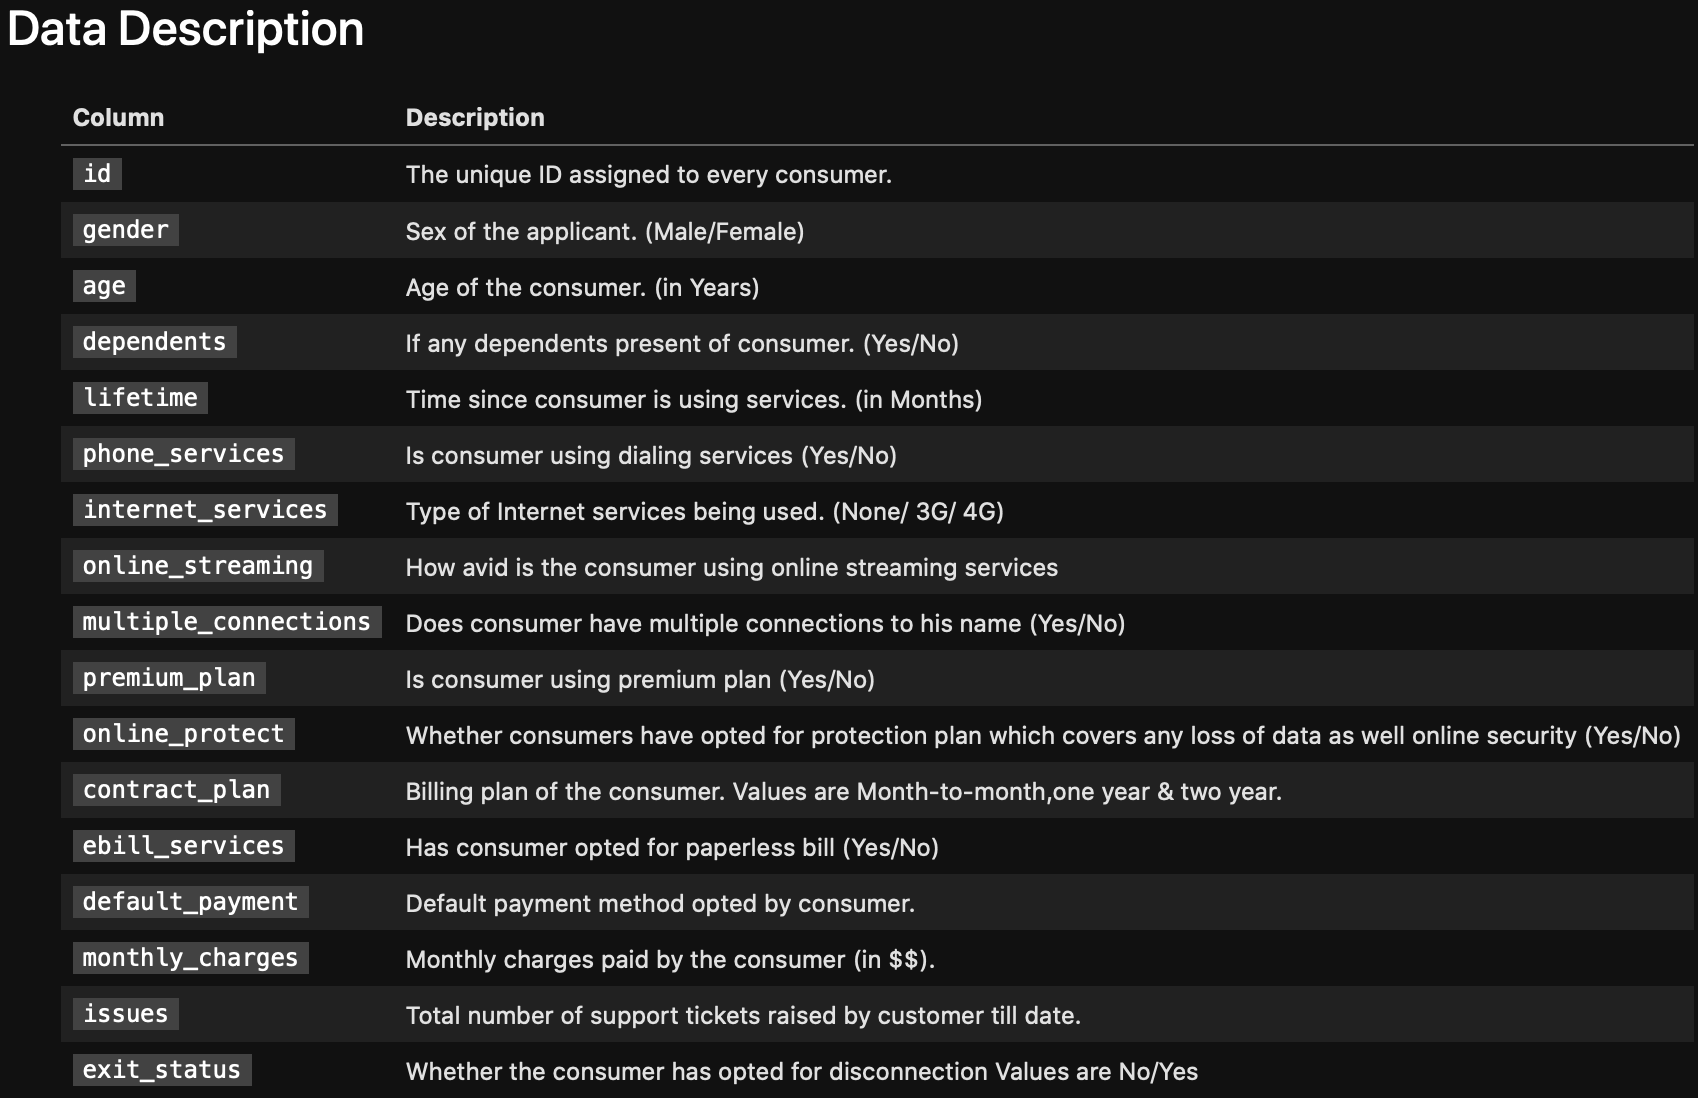 Data Description
Column Description
id The unique ID assigned to every consumer.
gender Sex of the applicant. (Male/Female)
age Age of the consumer. (in Years)
dependents If any dependents present of consumer. (Yes/No)
lifetime Time since consumer is using services. (in Months)
phone_services Is consumer using dialing services (Yes/No)
internet_services Type of Internet services being used. (None/ 3G/ 4G)
online_streaming How avid is the consumer using online streaming services
multiple_connections Does consumer have multiple connections to his name (Yes/No)
premium_plan Is consumer using premium plan (Yes/No)
online_protect Whether consumers have opted for protection plan which covers any loss of data as well online security (Yes/No)
contract_plan Billing plan of the consumer. Values are Month-to-month,one year & two year.
ebill_services Has consumer opted for paperless bill (Yes/No)
default_payment Default payment method opted by consumer.
monthly_charges Monthly charges paid by the consumer (in $$).
issues Total number of support tickets raised by customer till date.
exit_status Whether the consumer has opted for disconnection Values are No/Yes